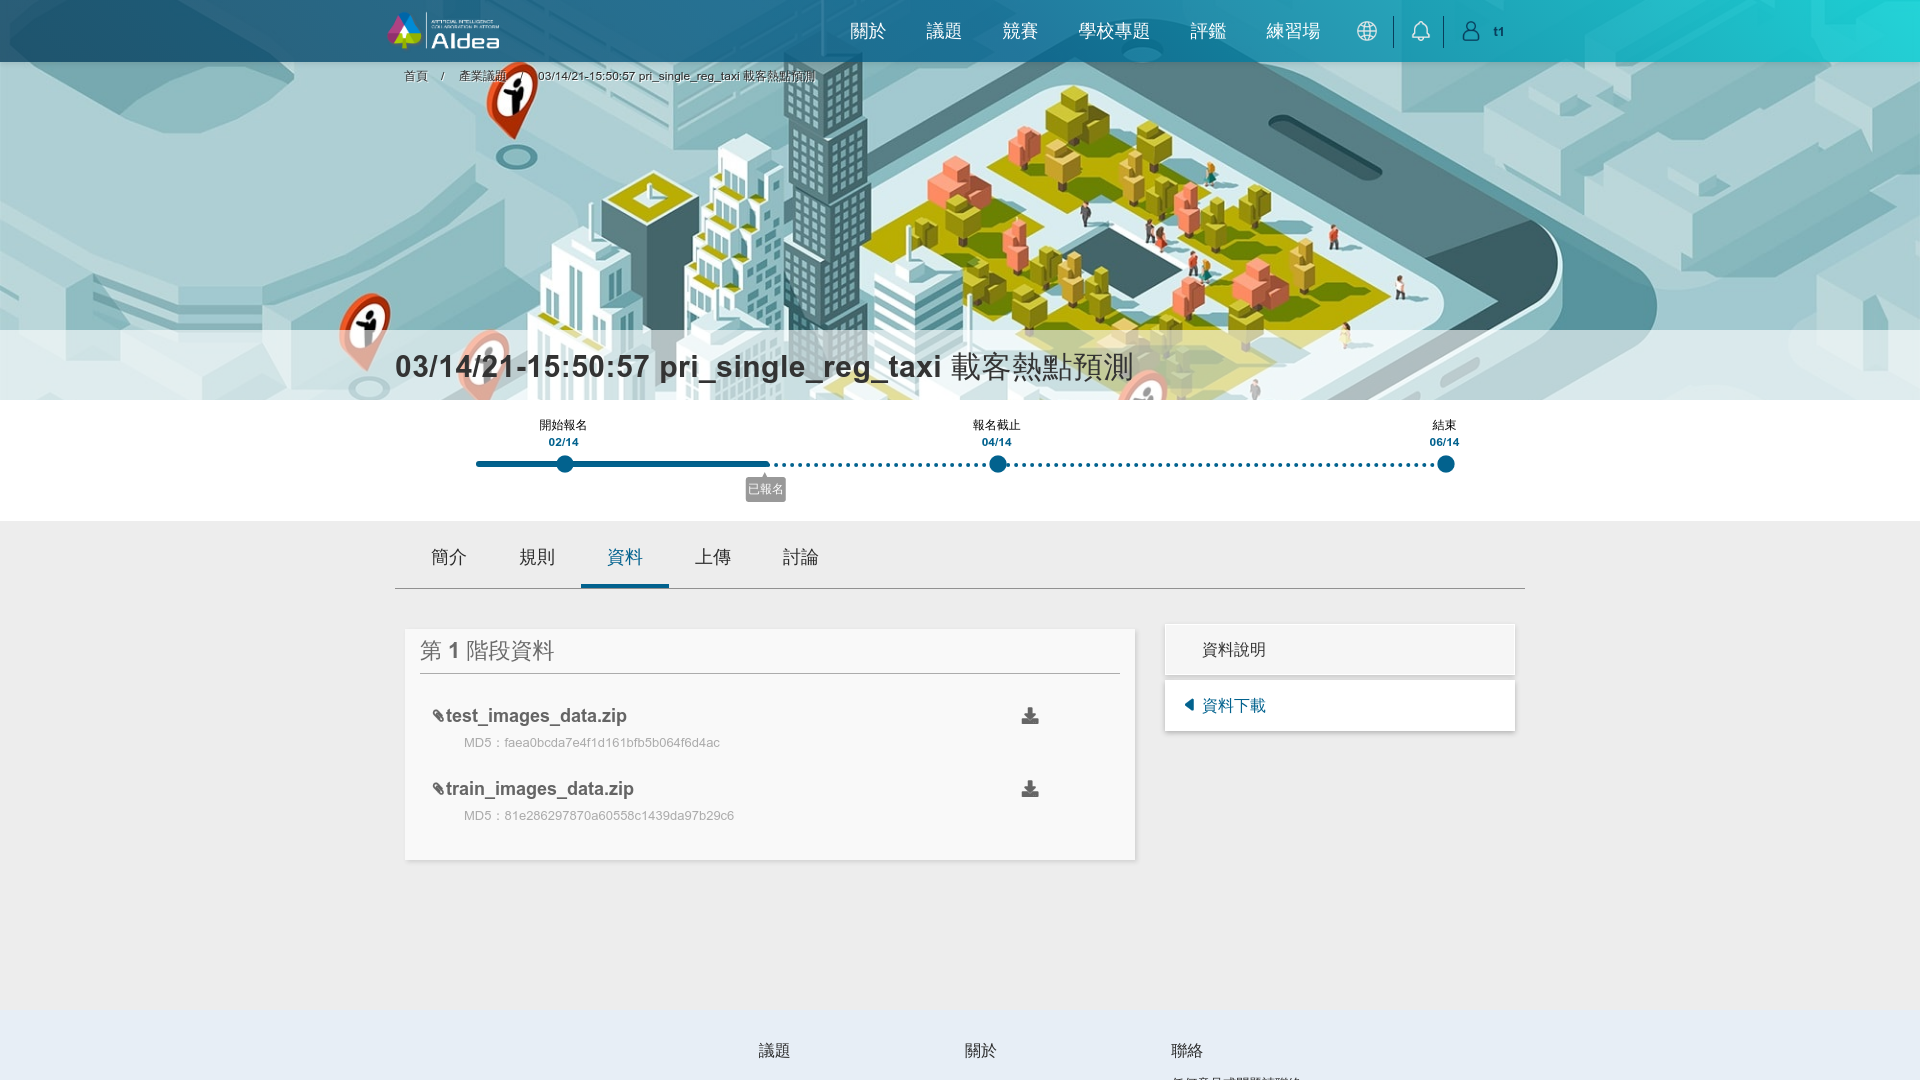 ARTIFICIAL INTELLIGENCE
COLLABORATION PLATFORM
AIdea
關於
議題
競賽
學校專題
評鑑
練習場
t1
首頁 / 產業議題 / 03/14/21-15:50:57 pri_single_reg_taxi 載客熱點預測
03/14/21-15:50:57 pri_single_reg_taxi 載客熱點預測
開始報名
02/14
報名截止
04/14
結束
06/14
已報名
簡介
規則
資料
上傳
討論
第 1 階段資料
test_images_data.zip
MD5：faea0bcda7e4f1d161bfb5b064f6d4ac
train_images_data.zip
MD5：81e286297870a60558c1439da97b29c6
資料說明
資料下載
議題
關於
聯絡